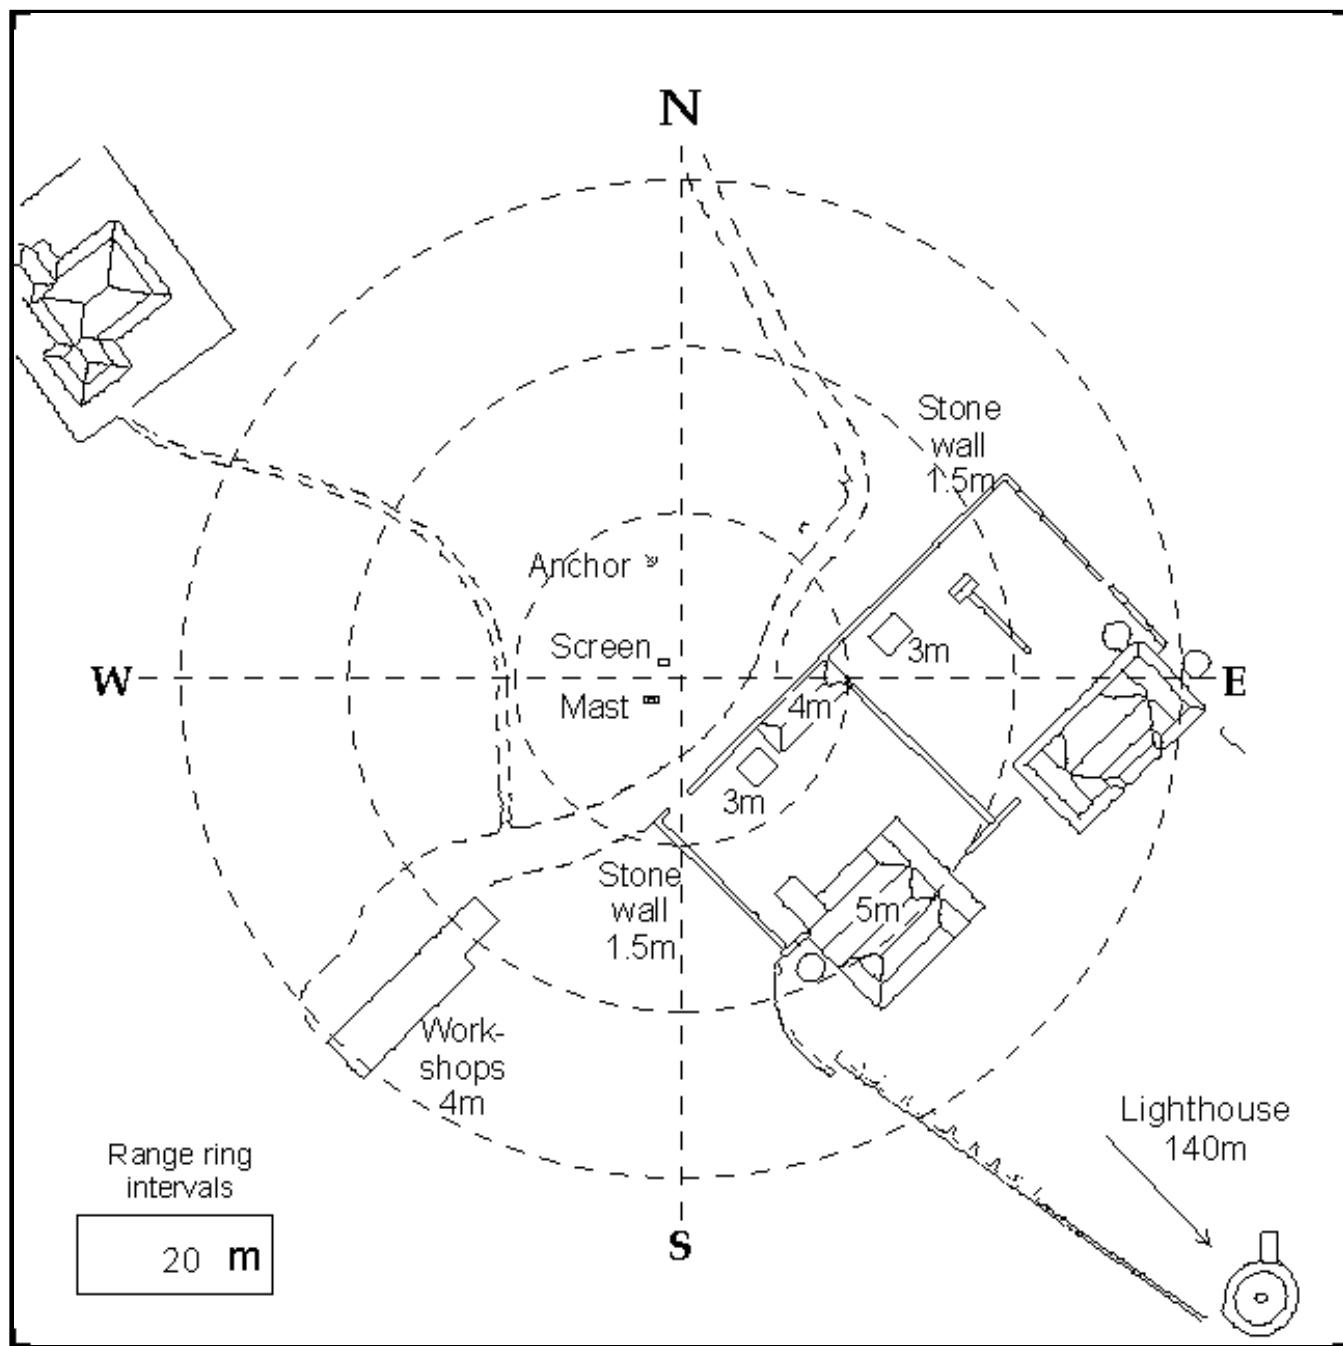 N
Stone
wall
1.5m
Anchor
Screen
3m
W
E
Mast
4m
3m
Stone
wall
1.5m
5m
Work-
shops
4m
Lighthouse
140m
Range ring
intervals
20 m
S